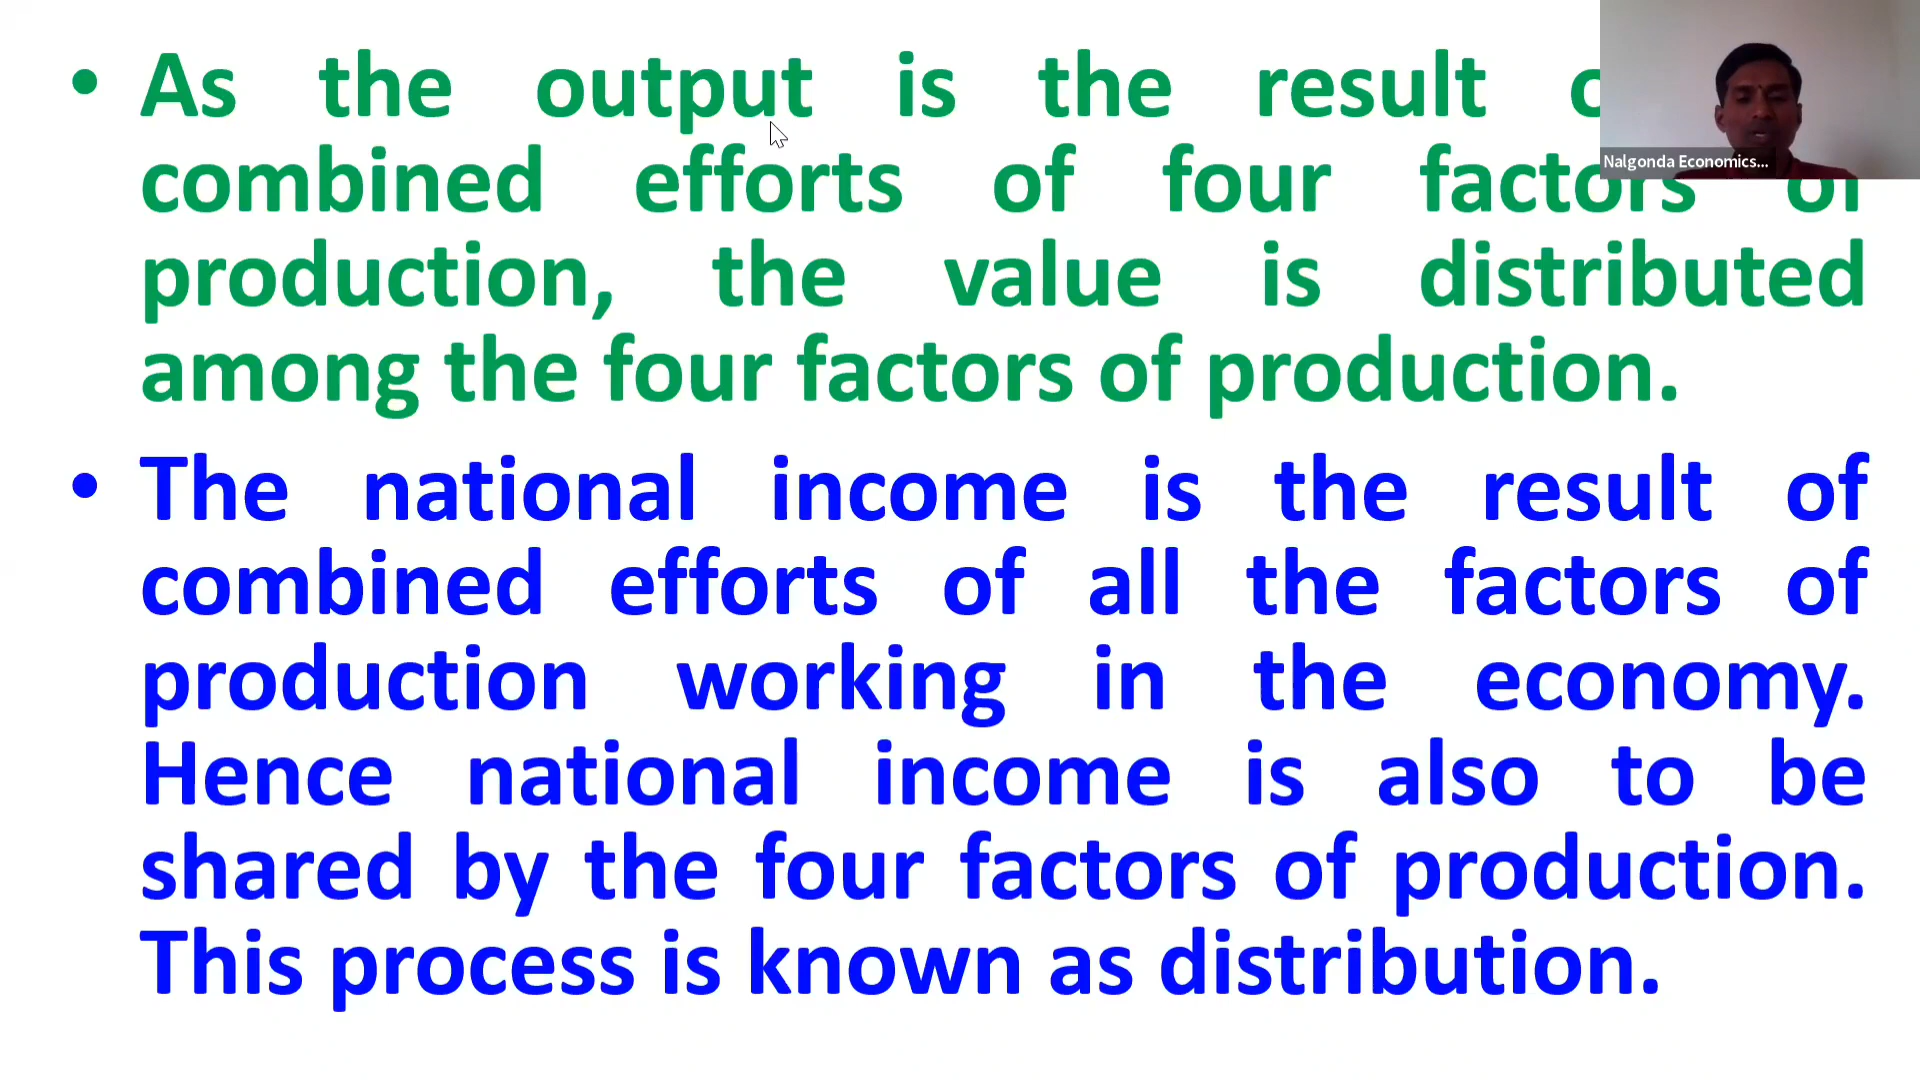 • As the output is the result
combined efforts of four factors of
production, the value is distributed
among the four factors of production.
• The national income is the result of
combined efforts of all the factors of
production working in the economy.
Hence national income is also to be
shared by the four factors of production.
This process is known as distribution.
Nalgonda Economics...